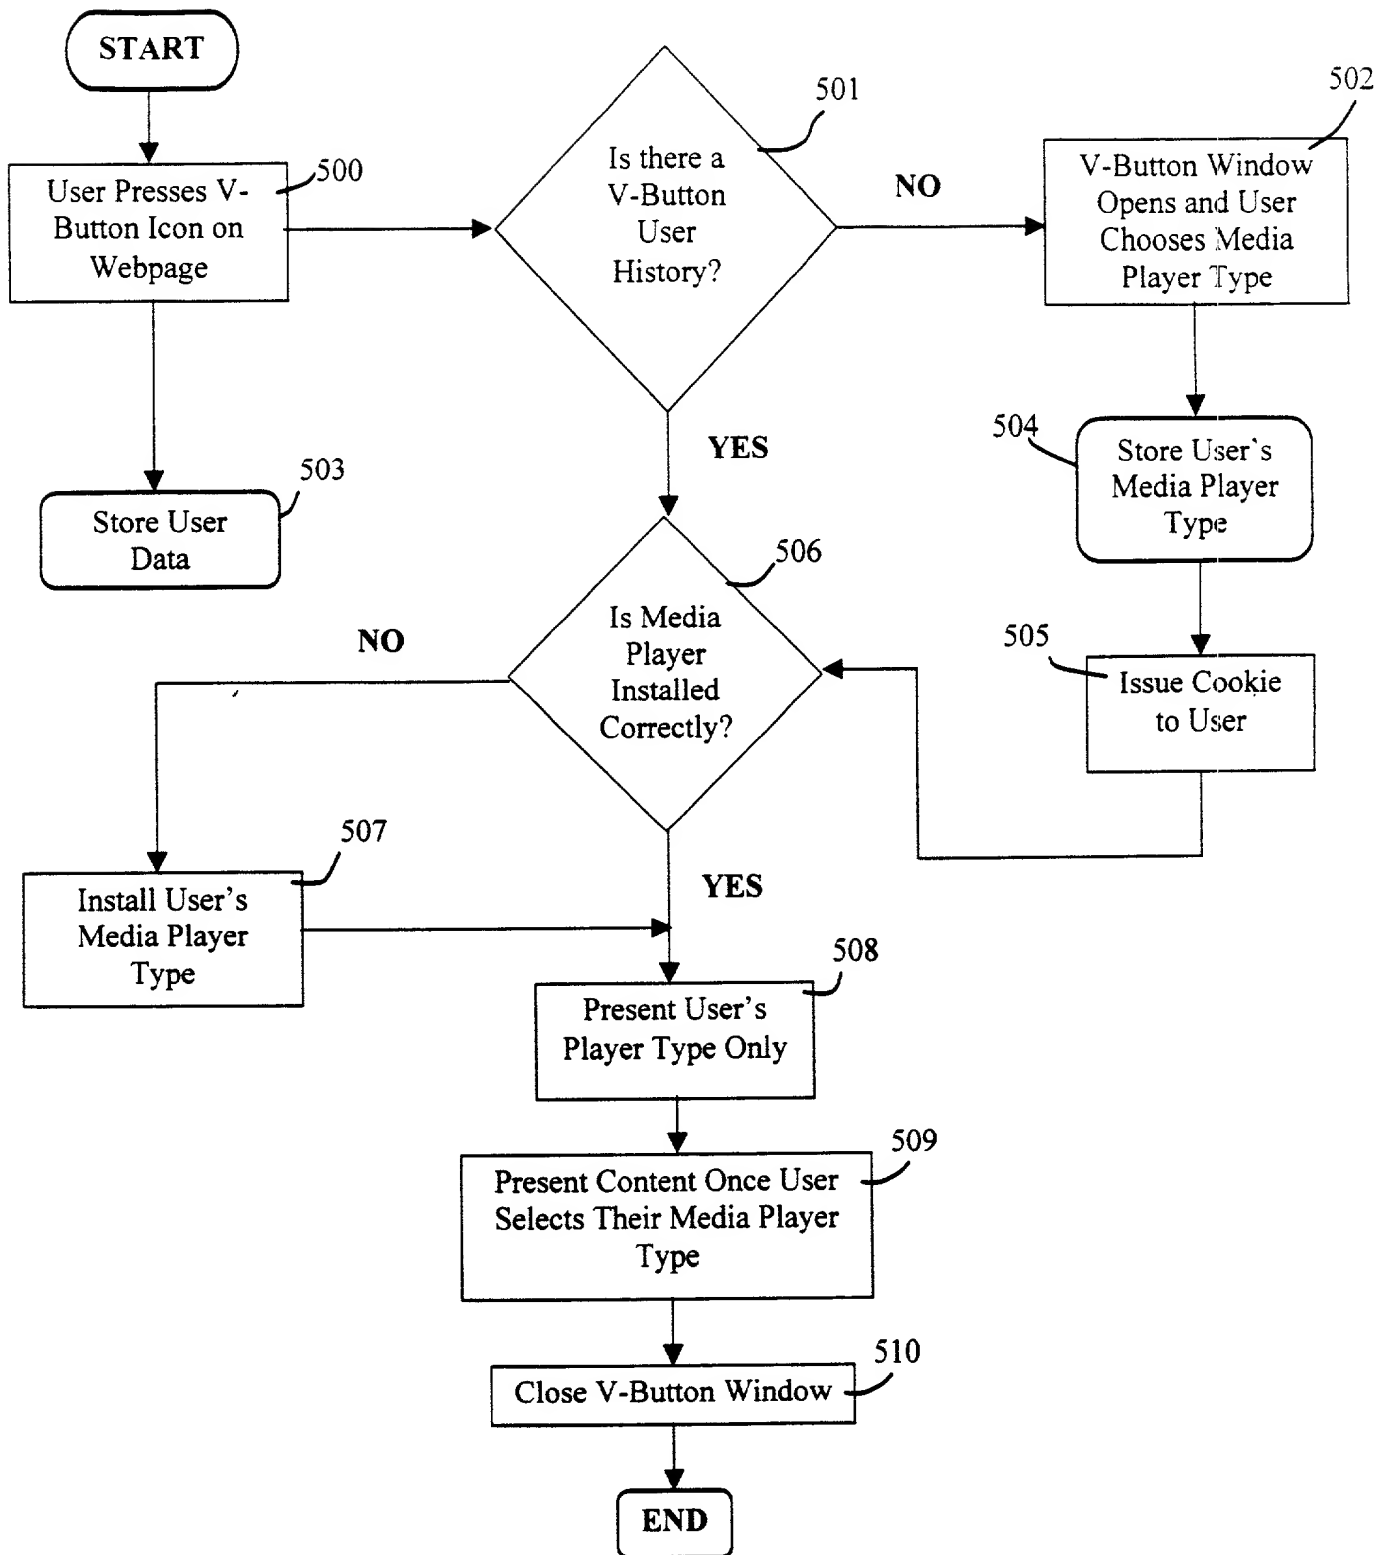 START
500
User Presses V-
Button Icon on
Webpage
501
Is there a
V-Button
User
History?
NO
502
V-Button Window
Opens and User
Chooses Media
Player Type
YES
503
Store User
Data
504
Store User's
Media Player
Type
505
Issue Cookie
to User
506
Is Media
Player
Installed
Correctly?
NO
YES
507
Install User's
Media Player
Type
508
Present User's
Player Type Only
509
Present Content Once User
Selects Their Media Player
Type
510
Close V-Button Window
END